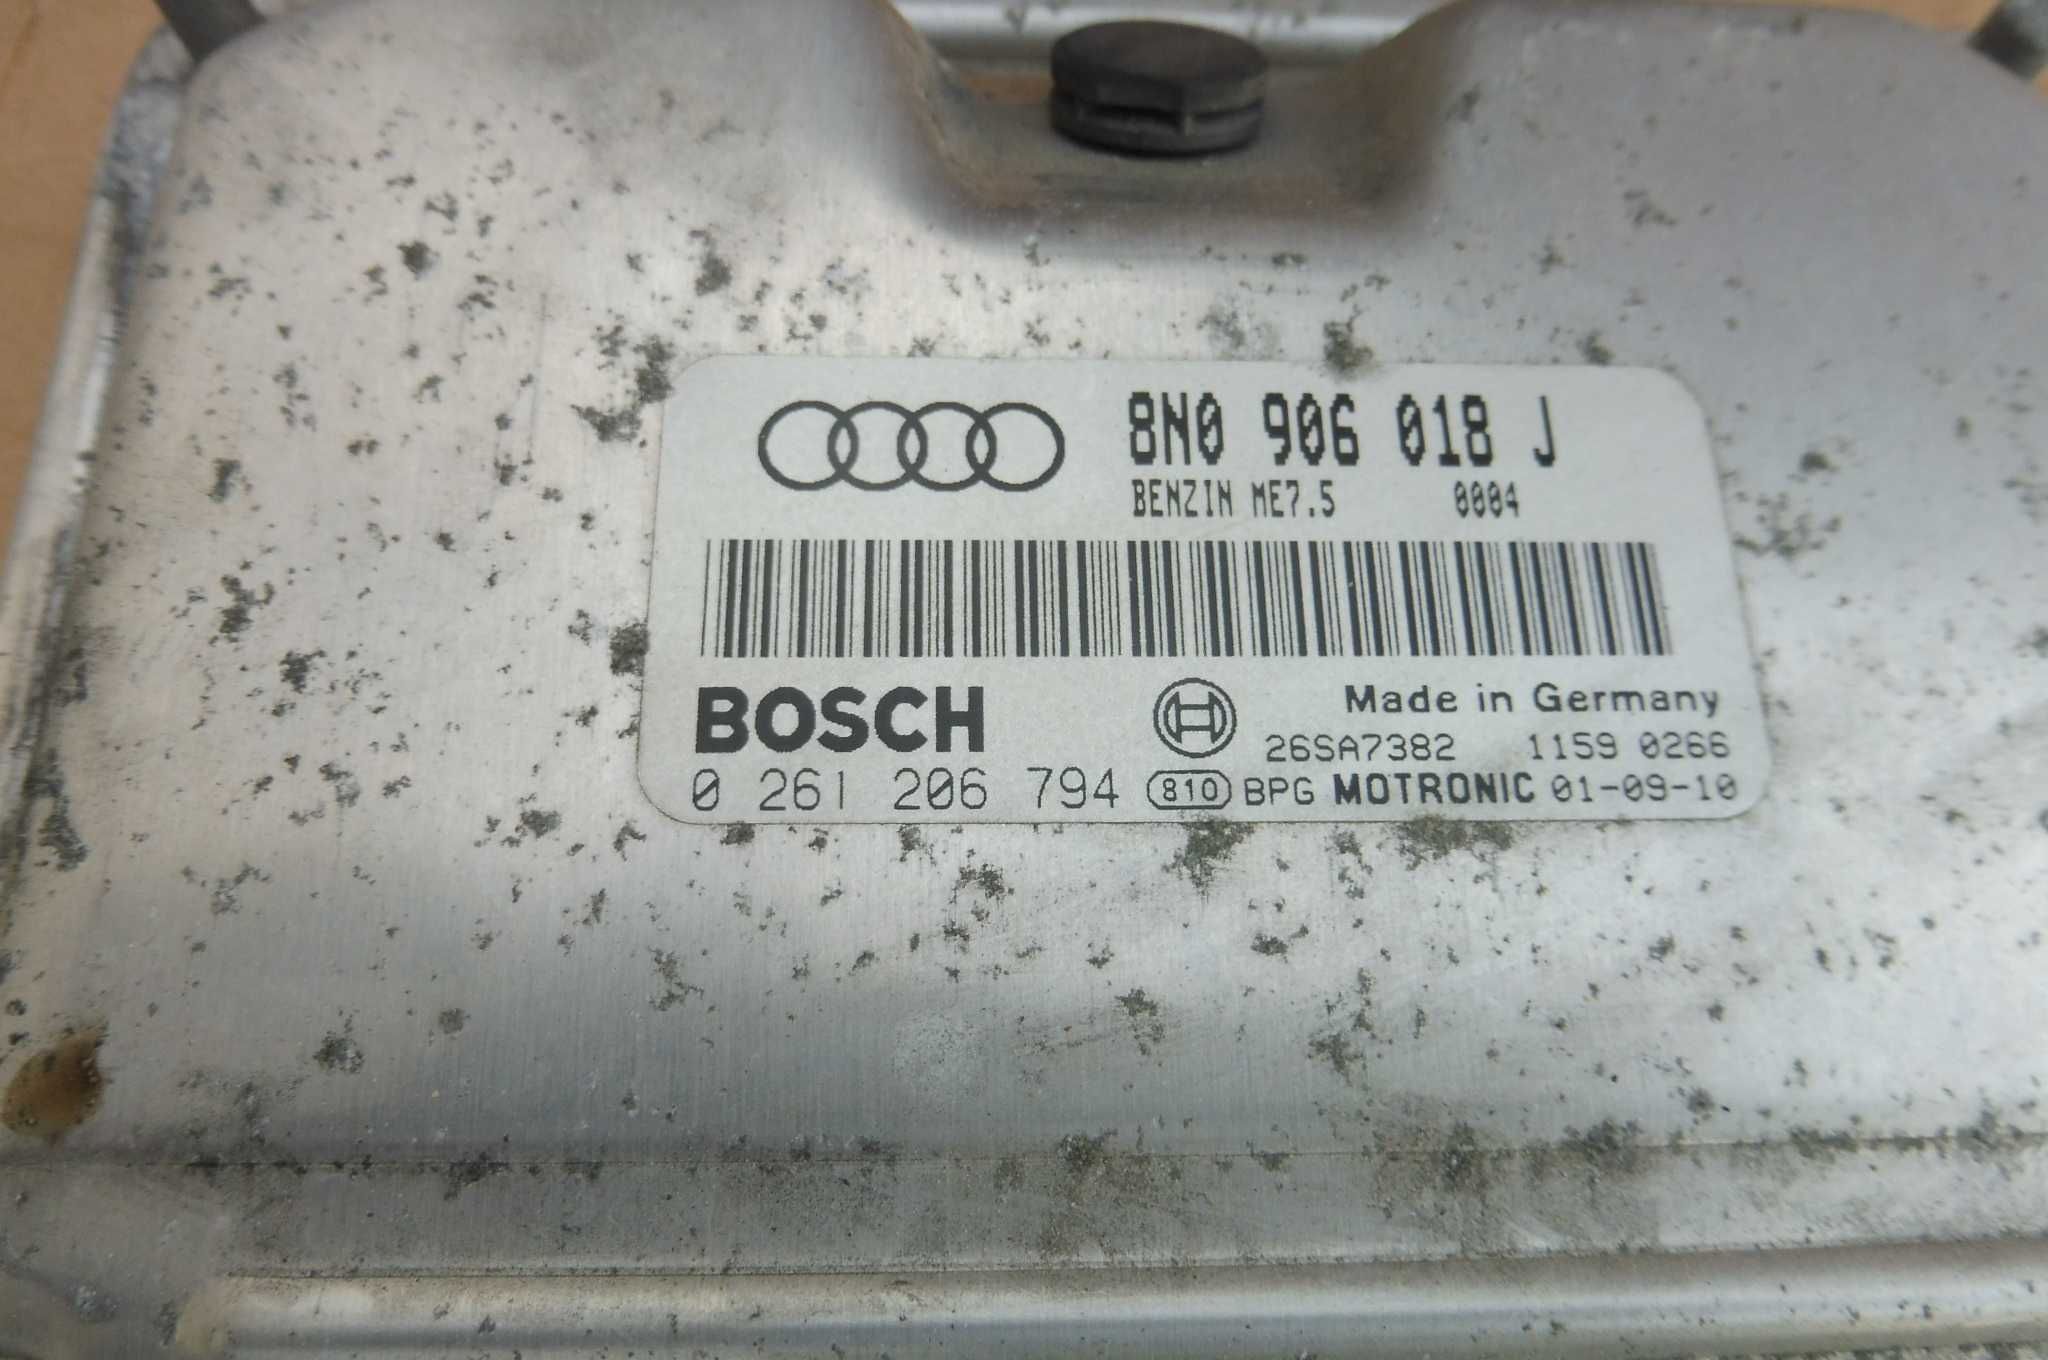 8N0 906 018 J
BENZIN ME7.5 0004
BOSCH
Made in Germany
26SA7382 1159 0266
0 261 206 794 810 BPG MOTRONIC 01-09-10